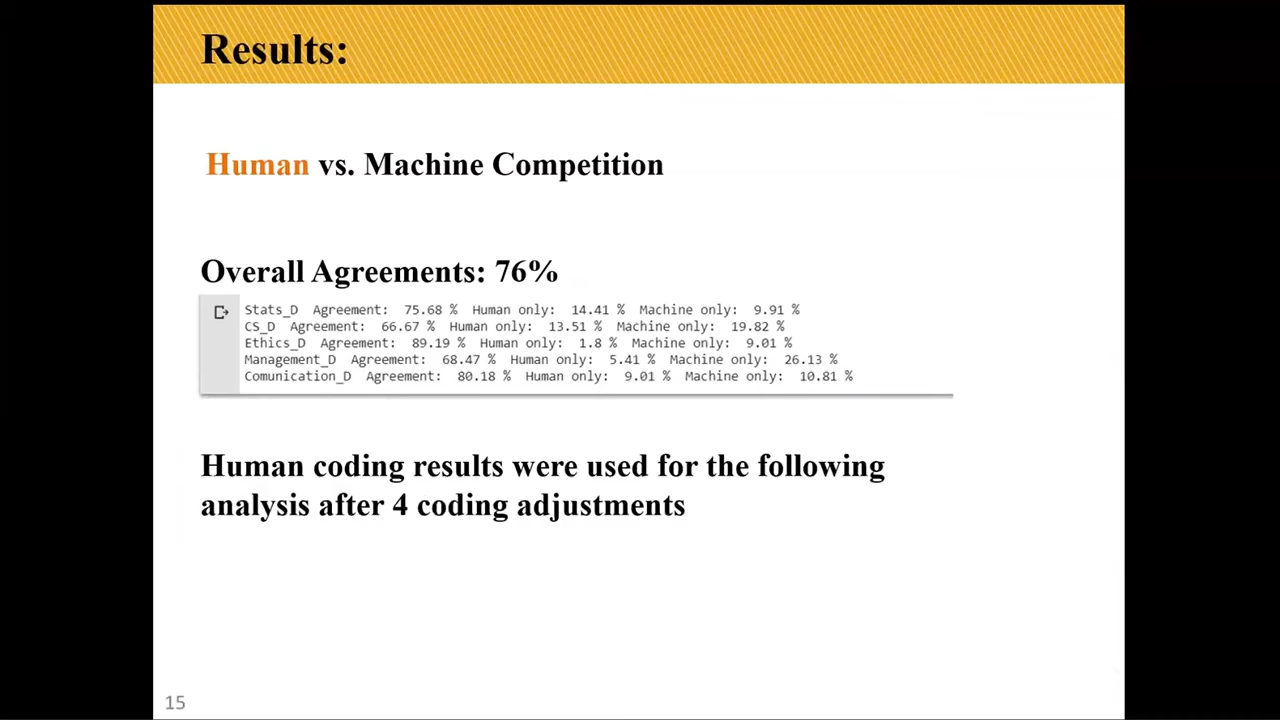 Results:
Human vs. Machine Competition
Overall Agreements: 76%
Stats_D Agreement: 75.68 % Human only: 14.41 % Machine only: 9.91 %
CS_D Agreement: 66.67 % Human only: 13.51 % Machine only: 19.82 %
Ethics_D Agreement: 89.19 % Human only: 1.8 % Machine only: 9.01 %
Management_D Agreement: 68.47 % Human only: 5.41 % Machine only: 26.13 %
Comunication_D Agreement: 80.18 % Human only: 9.01 % Machine only: 10.81 %
Human coding results were used for the following
analysis after 4 coding adjustments
15